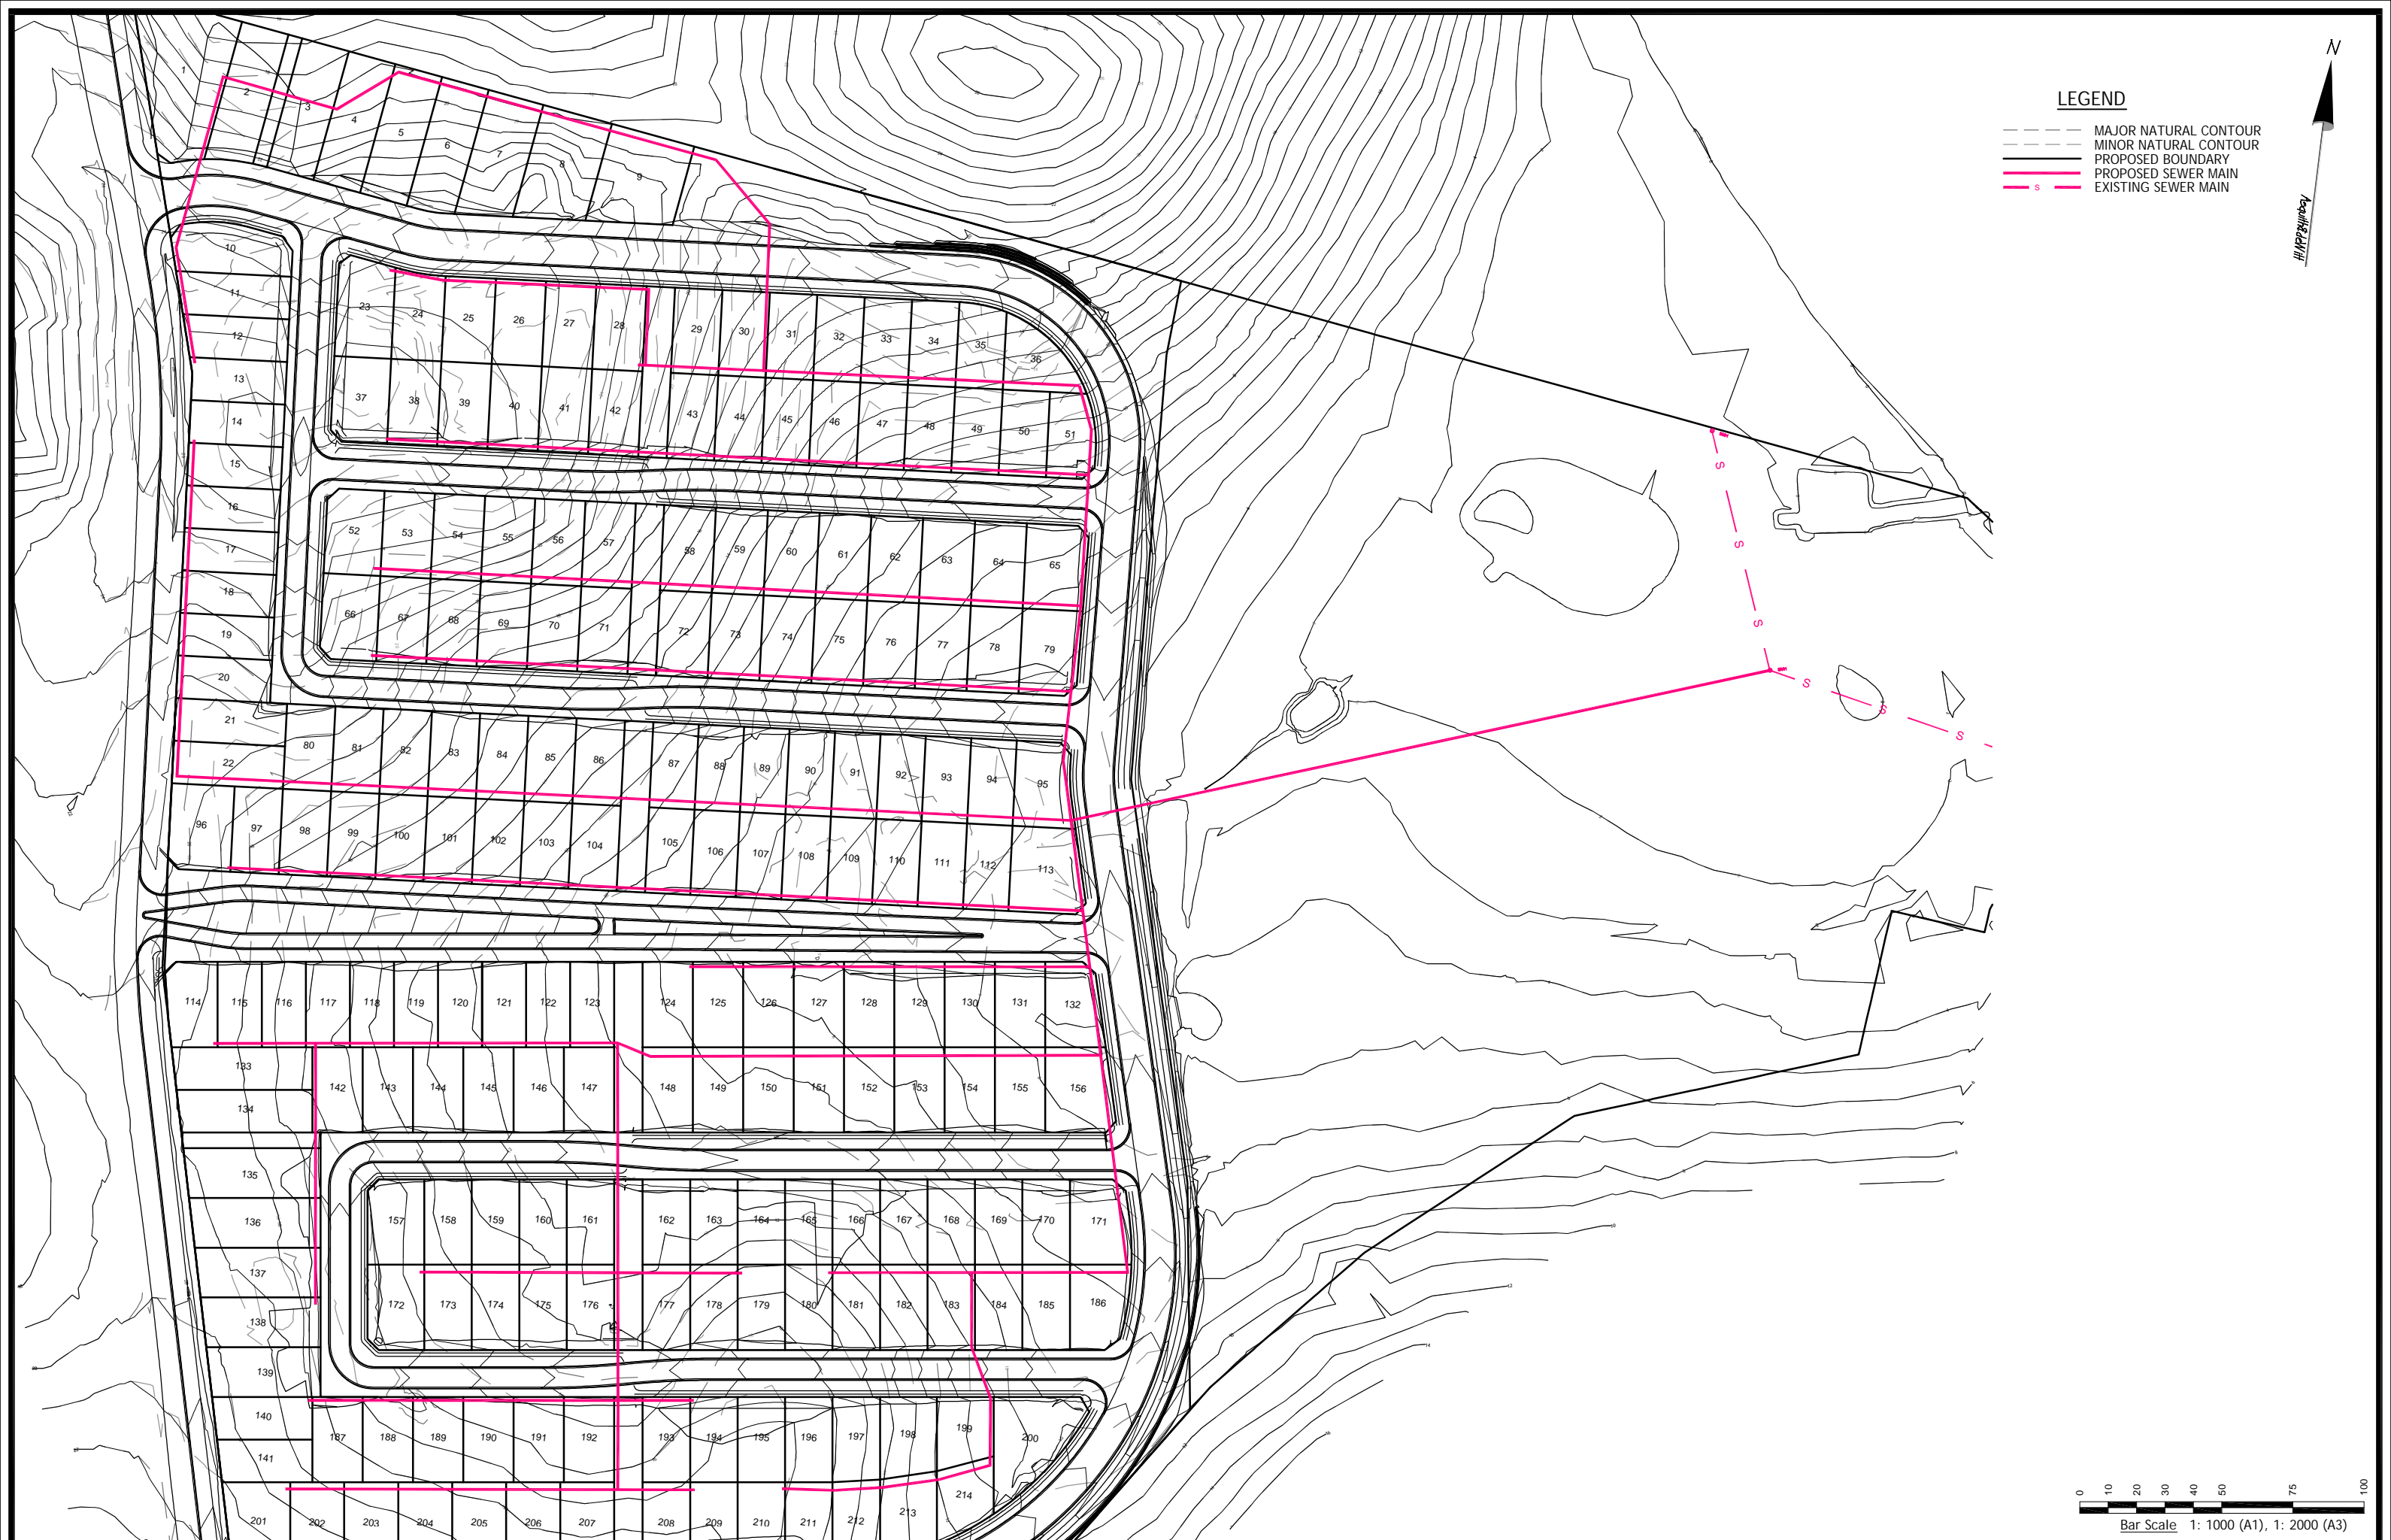 N
LEGEND
MAJOR NATURAL CONTOUR
MINOR NATURAL CONTOUR
PROPOSED BOUNDARY
PROPOSED SEWER MAIN
S EXISTING SEWER MAIN
Asquith&deWitt
1
2
3
4
5
6
7
8
9
10
11
12
13
14
15
16
17
18
19
20
21
22
23 24 25 26 27 28 29 30 31 32 33 34 35 36
37 38 39 40 41 42 43 44 45 46 47 48 49 50 51
52 53 54 55 56 57 58 59 60 61 62 63 64 65
66 67 68 69 70 71 72 73 74 75 76 77 78 79
80 81 82 83 84 85 86 87 88 89 90 91 92 93 94 95
96 97 98 99 100 101 102 103 104 105 106 107 108 109 110 111 112 113
S
S
S
S
S
S
114 115 116 117 118 119 120 121 122 123 124 125 126 127 128 129 130 131 132
133
134
135
136
137
138
139
140
141
142 143 144 145 146 147 148 149 150 151 152 153 154 155 156
157 158 159 160 161 162 163 164 165 166 167 168 169 170 171
172 173 174 175 176 177 178 179 180 181 182 183 184 185 186
187 188 189 190 191 192 193 194 195 196 197 198 199 200
201 202 203 204 205 206 207 208 209 210 211 212 213 214
0 10 20 30 40 50 75 100
Bar Scale 1: 1000 (A1), 1: 2000 (A3)